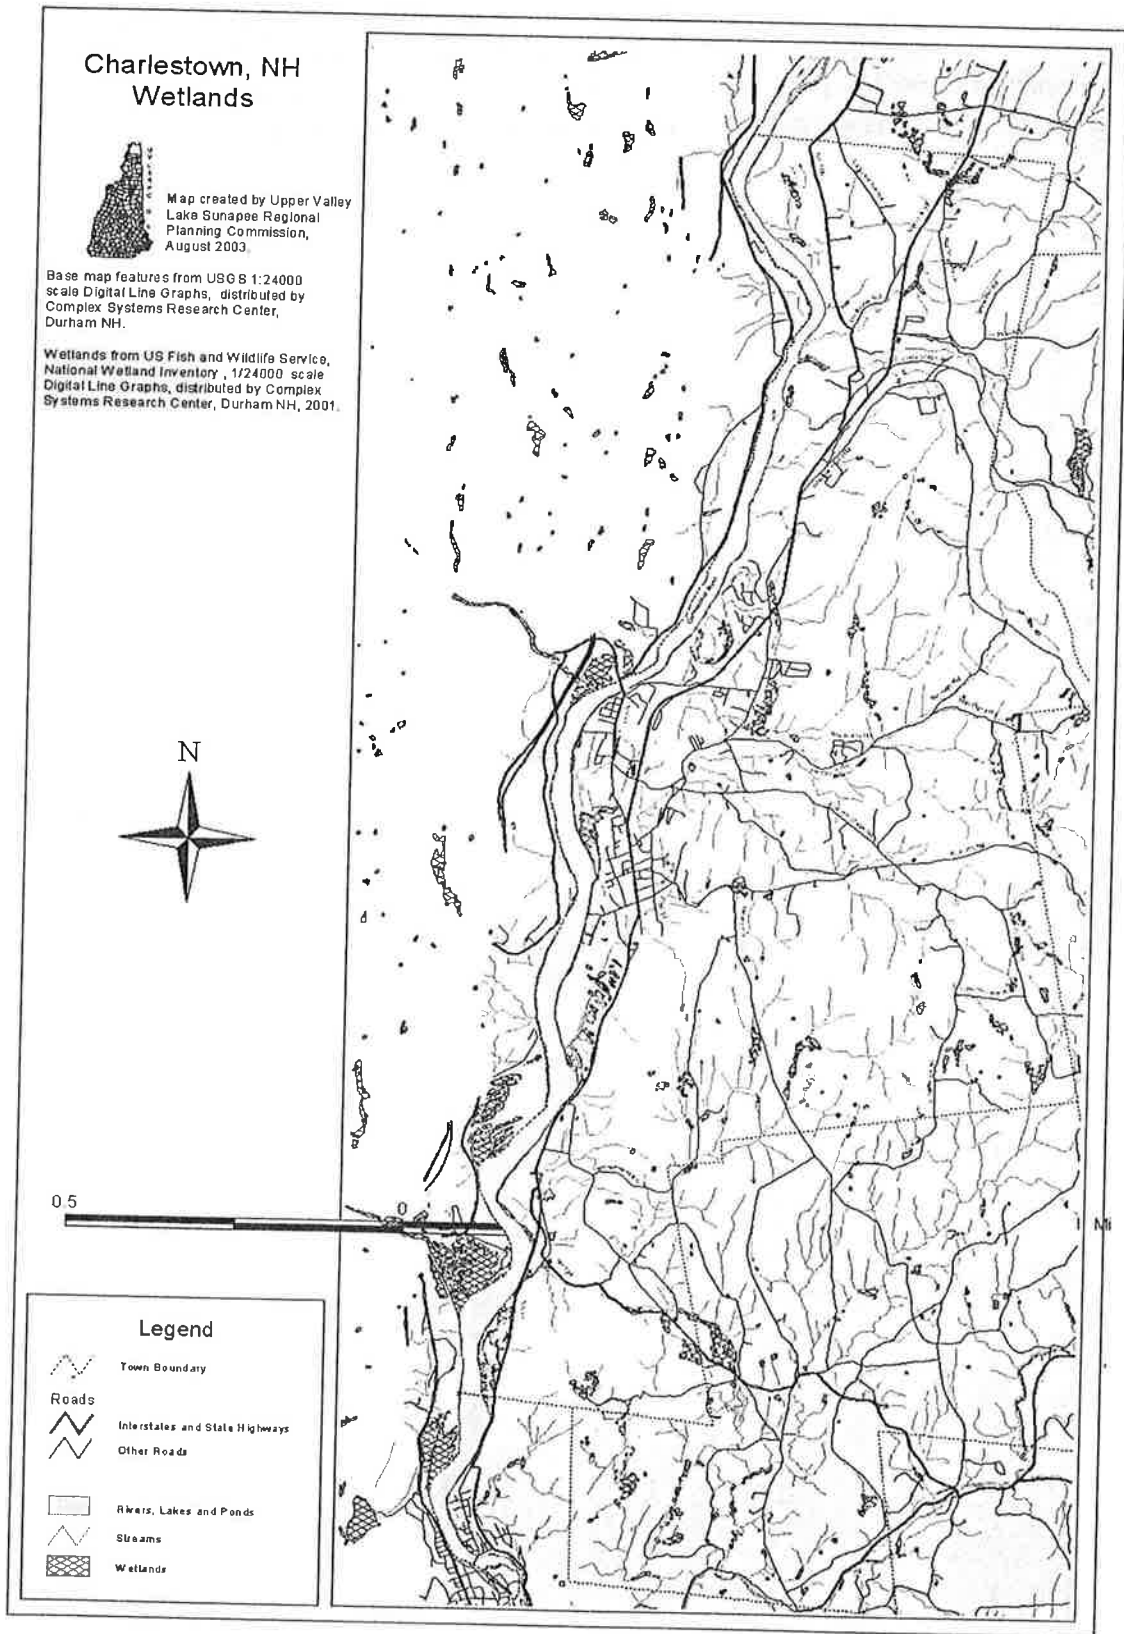 Charlestown, NH
Wetlands
Map created by Upper Valley
Lake Sunapee Regional
Planning Commission,
August 2003.
Base map features from USGS 1:24000
scale Digital Line Graphs, distributed by
Complex Systems Research Center,
Durham NH.
Wetlands from US Fish and Wildlife Service,
National Wetland Inventory , 1/24000 scale
Digital Line Graphs, distributed by Complex
Systems Research Center, Durham NH, 2001.
N
0.5
0
Mi
Legend
Town Boundary
Roads
Interstates and State Highways
Other Roads
Rivers, Lakes and Ponds
Streams
Wetlands